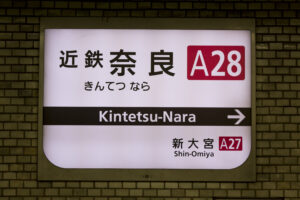 近鉄奈良 A28
きんてつ なら
Kintetsu-Nara →
新大宮 A27
Shin-Omiya